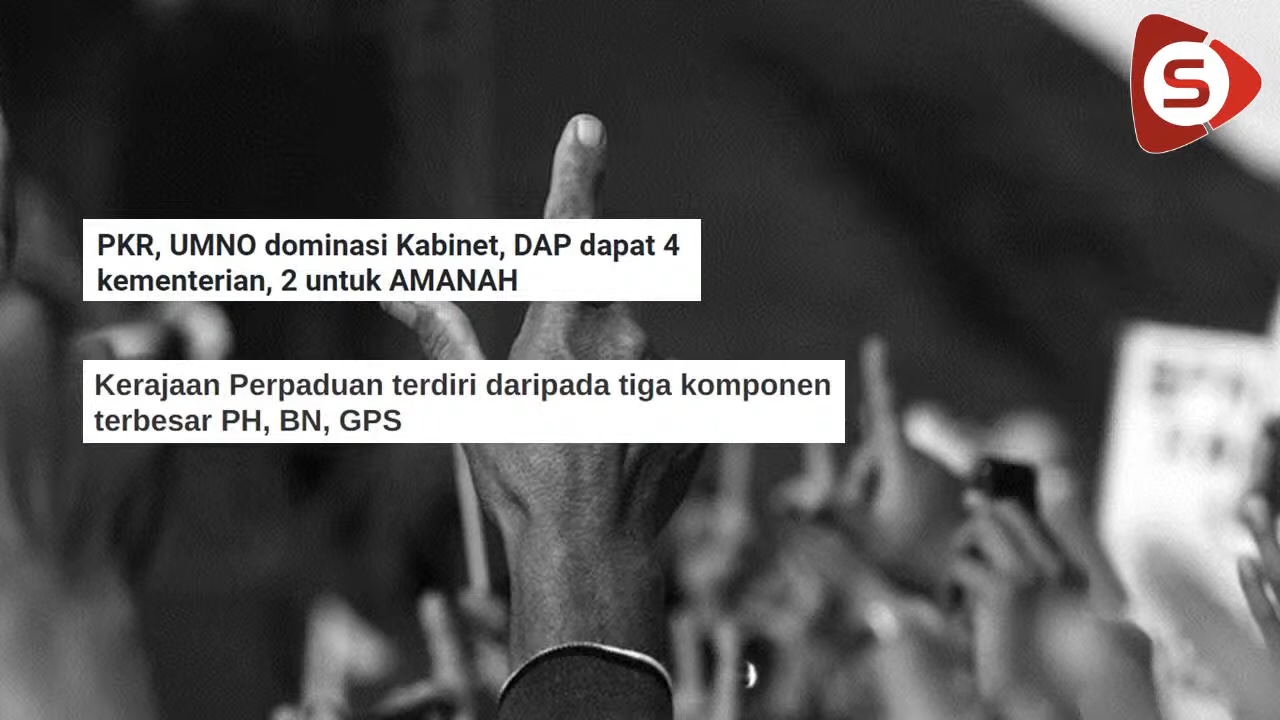 S
PKR, UMNO dominasi Kabinet, DAP dapat 4
kementerian, 2 untuk AMANAH
Kerajaan Perpaduan terdiri daripada tiga komponen
terbesar PH, BN, GPS